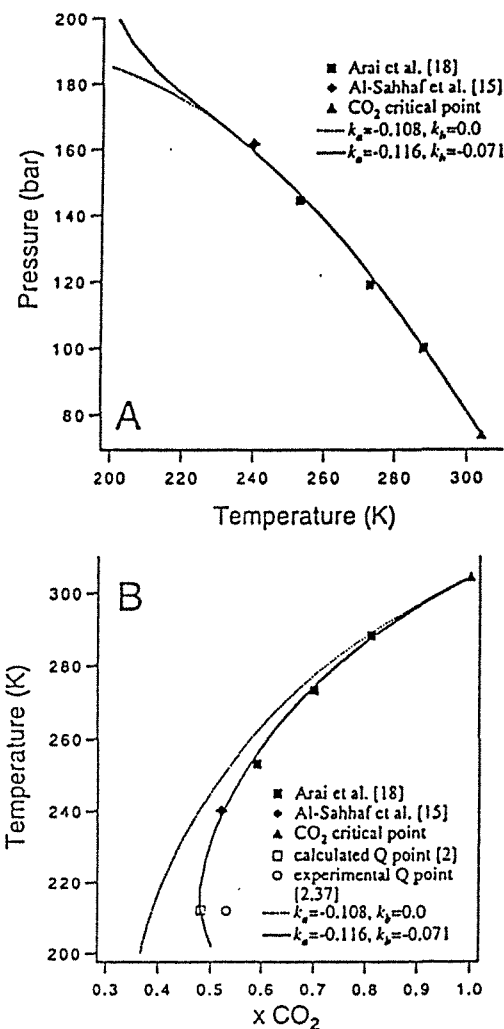 200
180
160
140
120
100
80
Pressure (bar)
A
Arai et al. [18]
Al-Sahhaf et al. [15]
CO2 critical point
ka=-0.108, kb=0.0
ka=-0.116, kb=-0.071
200 220 240 260 280 300
Temperature (K)
B
300
280
260
240
220
200
Temperature (K)
Arai et al. [18]
Al-Sahhaf et al. [15]
CO2 critical point
calculated Q point [2]
experimental Q point
[2,37]
ka=-0.108, kb=0.0
ka=-0.116, kb=-0.071
0.3 0.4 0.5 0.6 0.7 0.8 0.9 1.0
x CO2